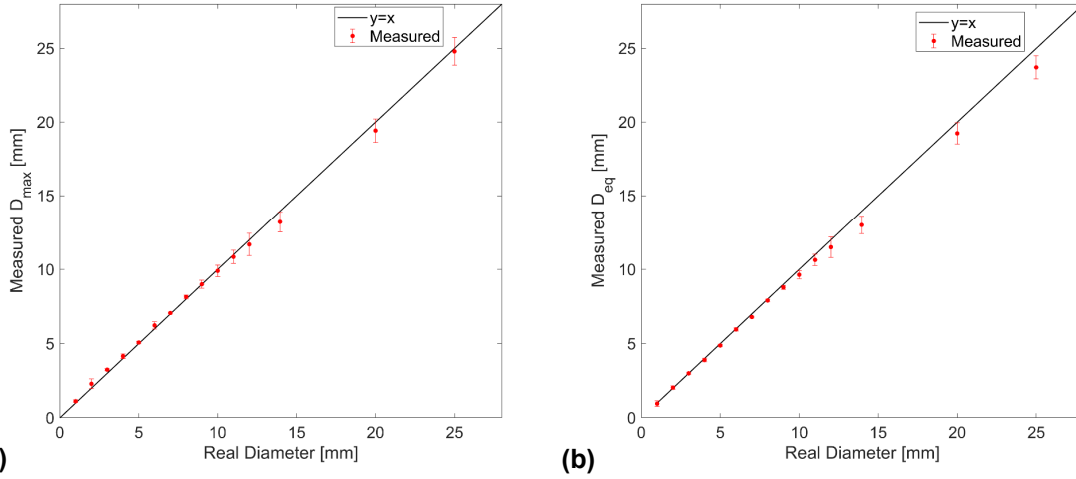 y=x
Measured
25
20
15
10
5
0
Measured D_max [mm]
0 5 10 15 20 25
Real Diameter [mm]
)
y=x
Measured
25
20
15
10
5
0
Measured D_eq [mm]
0 5 10 15 20 25
Real Diameter [mm]
(b)